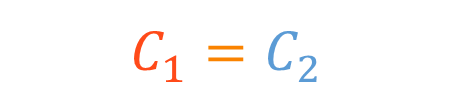 C₁ = C₂